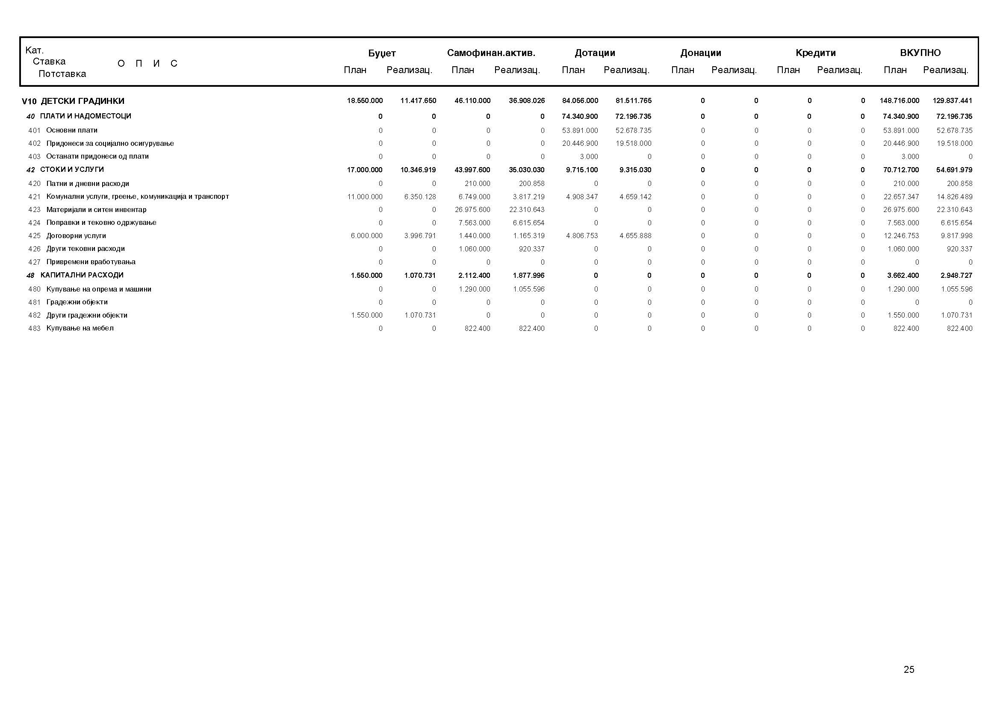 Кат.
Ставка
Потставка
О П И С
Буџет Самофинан.актив. Дотации Донации Кредити ВКУПНО
План Реализац. План Реализац. План Реализац. План Реализац. План Реализац. План Реализац.
V10 ДЕТСКИ ГРАДИНКИ 18.550.000 11.417.650 46.110.000 36.908.026 84.056.000 81.511.765 0 0 0 0 148.716.000 129.837.441
40 ПЛАТИ И НАДОМЕСТОЦИ 0 0 0 0 74.340.900 72.196.735 0 0 0 0 74.340.900 72.196.735
401 Основни плати 0 0 0 0 53.891.000 52.678.735 0 0 0 0 53.891.000 52.678.735
402 Придонеси за социјално осигурување 0 0 0 0 20.446.900 19.518.000 0 0 0 0 20.446.900 19.518.000
403 Останати придонеси од плати 0 0 0 0 3.000 0 0 0 0 0 3.000 0
42 СТОКИ И УСЛУГИ 17.000.000 10.346.919 43.997.600 35.030.030 9.715.100 9.315.030 0 0 0 0 70.712.700 54.691.979
420 Патни и дневни расходи 0 0 210.000 200.858 0 0 0 0 0 0 210.000 200.858
421 Комунални услуги, греење, комуникација и транспорт 11.000.000 6.350.128 6.749.000 3.817.219 4.908.347 4.659.142 0 0 0 0 22.657.347 14.826.489
423 Материјали и ситен инвентар 0 0 26.975.600 22.310.643 0 0 0 0 0 0 26.975.600 22.310.643
424 Поправки и тековно одржување 0 0 7.563.000 6.615.654 0 0 0 0 0 0 7.563.000 6.615.654
425 Договорни услуги 6.000.000 3.996.791 1.440.000 1.165.319 4.806.753 4.655.888 0 0 0 0 12.246.753 9.817.998
426 Други тековни расходи 0 0 1.060.000 920.337 0 0 0 0 0 0 1.060.000 920.337
427 Привремени вработувања 0 0 0 0 0 0 0 0 0 0 0 0
48 КАПИТАЛНИ РАСХОДИ 1.550.000 1.070.731 2.112.400 1.877.996 0 0 0 0 0 0 3.662.400 2.948.727
480 Купување на опрема и машини 0 0 1.290.000 1.055.596 0 0 0 0 0 0 1.290.000 1.055.596
481 Градежни објекти 0 0 0 0 0 0 0 0 0 0 0 0
482 Други градежни објекти 1.550.000 1.070.731 0 0 0 0 0 0 0 0 1.550.000 1.070.731
483 Купување на мебел 0 0 822.400 822.400 0 0 0 0 0 0 822.400 822.400
25